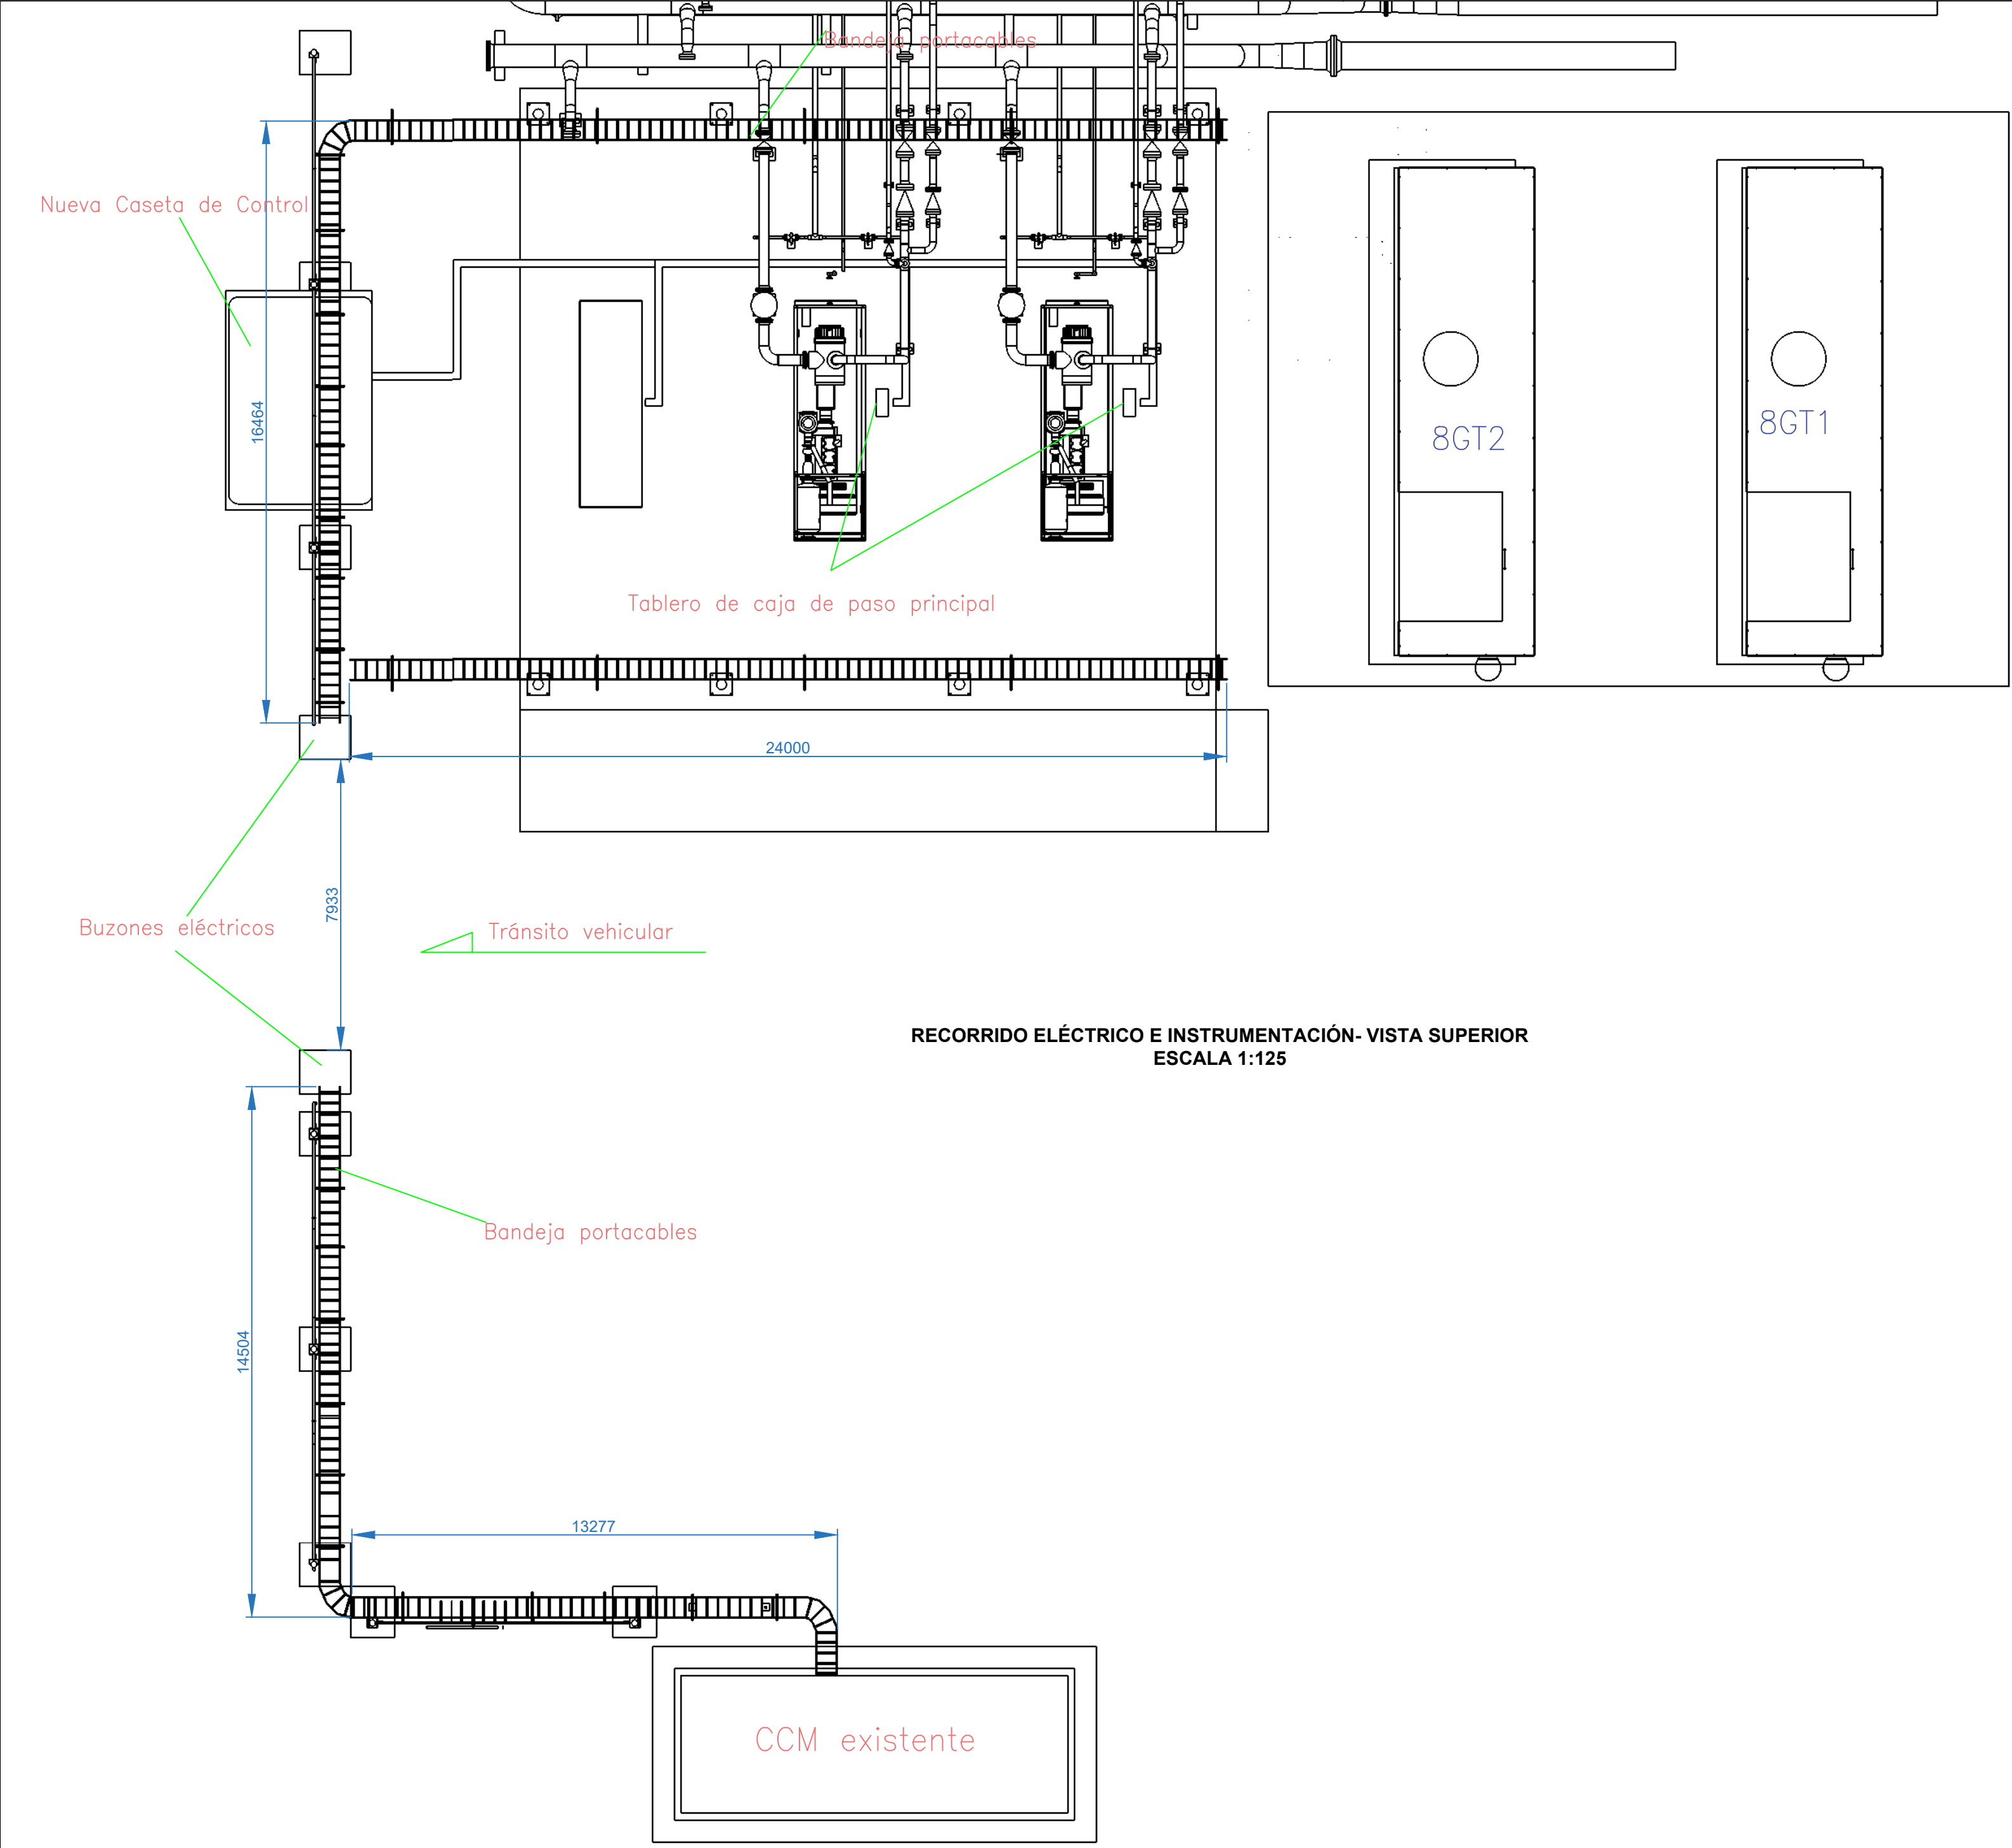 Bandeja portacables
Nueva Caseta de Control
16464
8GT2
8GT1
Tablero de caja de paso principal
24000
7933
Buzones eléctricos
Tránsito vehicular
RECORRIDO ELÉCTRICO E INSTRUMENTACIÓN- VISTA SUPERIOR
ESCALA 1:125
Bandeja portacables
14504
13277
CCM existente